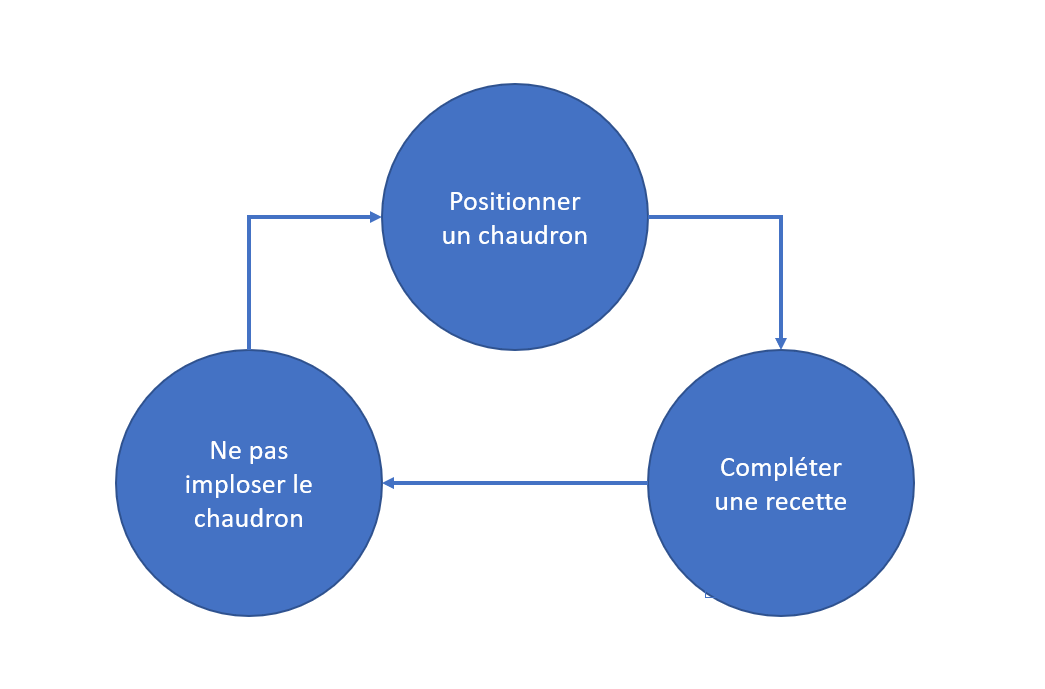 Positionner
un chaudron
Ne pas
imploser le
chaudron
Compléter
une recette